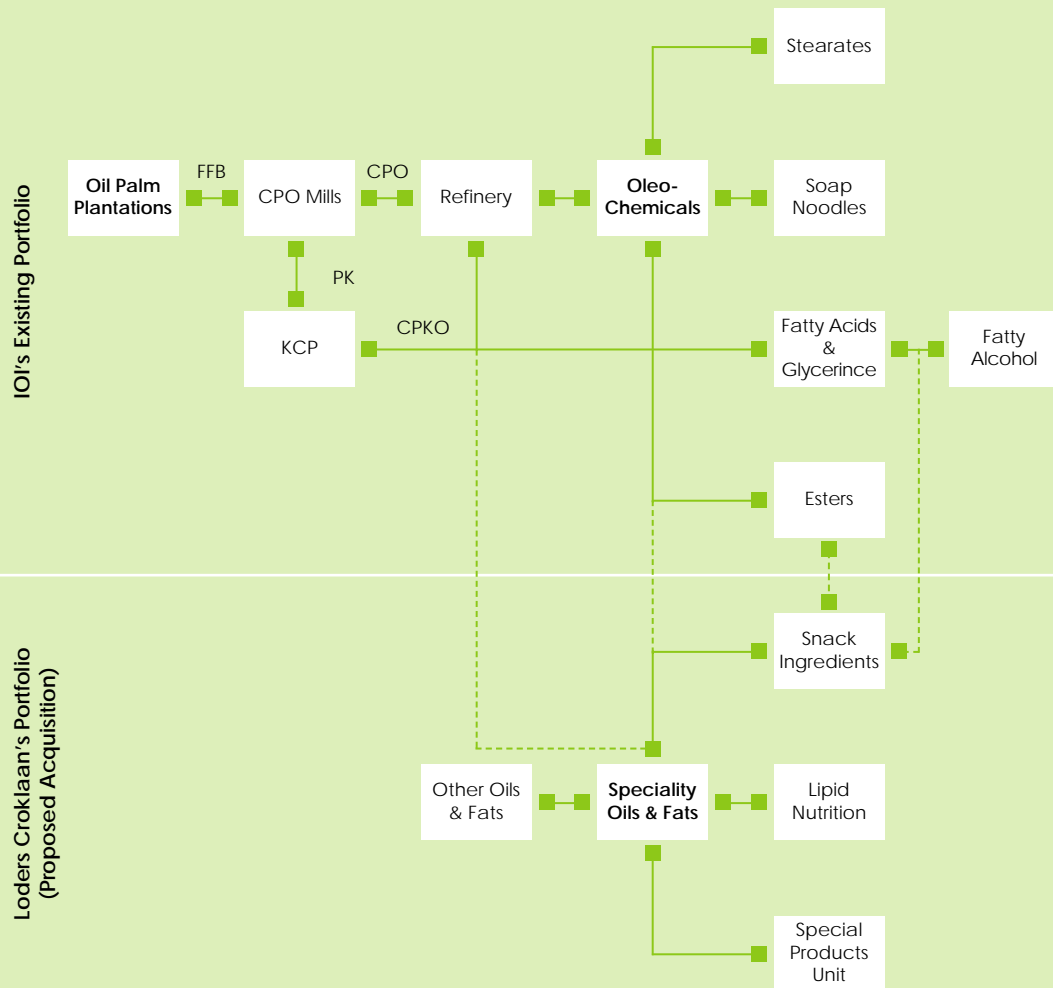 IOI's Existing Portfolio
Stearates
Oil Palm
Plantations
FFB
CPO Mills
CPO
Refinery
Oleo-
Chemicals
Soap
Noodles
PK
KCP
CPKO
Fatty Acids
&
Glycerince
Fatty
Alcohol
Esters
Loders Croklaan's Portfolio
(Proposed Acquisition)
Snack
Ingredients
Other Oils
& Fats
Speciality
Oils & Fats
Lipid
Nutrition
Special
Products
Unit